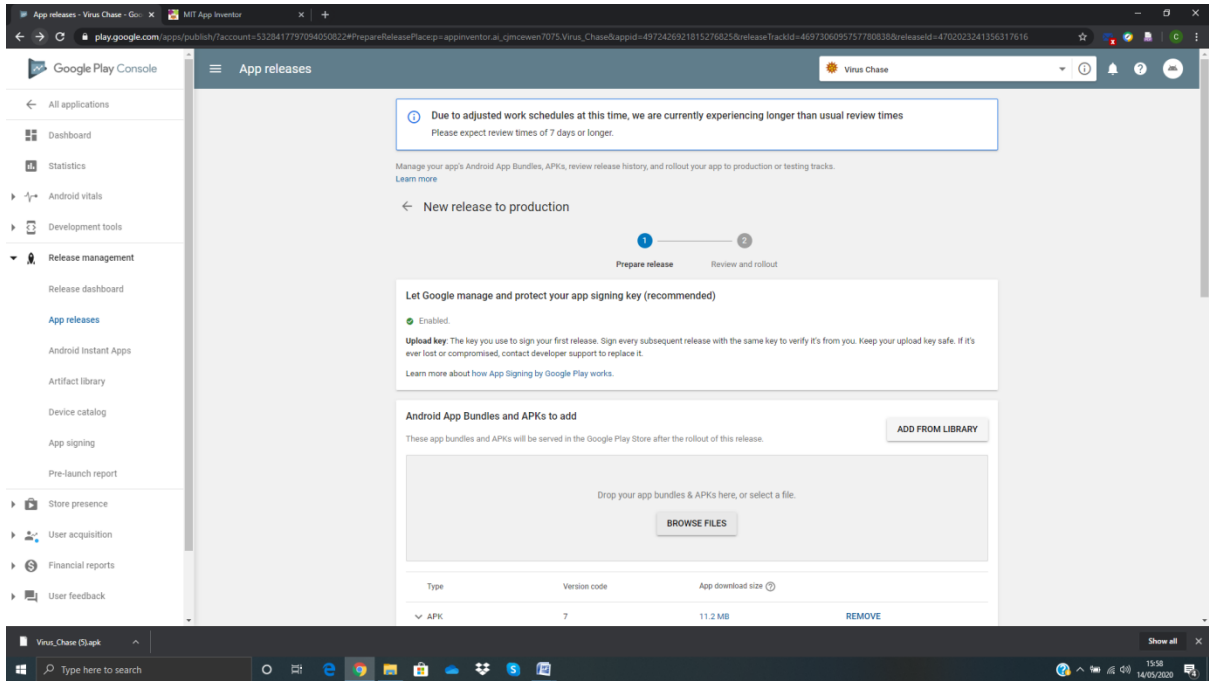 App releases - Virus Chase - Goo
MIT App Inventor
play.google.com/apps/publish/?account=5328417797094050822#PrepareReleasePlace:p=appinventor.ai_cjmcewen7075.Virus_Chase&appid=4972426921815276825&releaseTrackId=4697306095757780838&releaseId=4702023241356317616
C
Google Play Console
App releases
Virus Chase
All applications
Dashboard
Statistics
Android vitals
Development tools
Release management
Release dashboard
App releases
Android Instant Apps
Artifact library
Device catalog
App signing
Pre-launch report
Store presence
User acquisition
Financial reports
User feedback
Due to adjusted work schedules at this time, we are currently experiencing longer than usual review times
Please expect review times of 7 days or longer.
Manage your app's Android App Bundles, APKs, review release history, and rollout your app to production or testing tracks.
Learn more
New release to production
1
2
Prepare release
Review and rollout
Let Google manage and protect your app signing key (recommended)
Enabled.
Upload key: The key you use to sign your first release. Sign every subsequent release with the same key to verify it's from you. Keep your upload key safe. If it's
ever lost or compromised, contact developer support to replace it.
Learn more about how App Signing by Google Play works.
Android App Bundles and APKs to add
ADD FROM LIBRARY
These app bundles and APKs will be served in the Google Play Store after the rollout of this release.
Drop your app bundles & APKs here, or select a file.
BROWSE FILES
Type Version code App download size
APK 7 11.2 MB REMOVE
Virus_Chase (5).apk
Show all
Type here to search
15:58
14/05/2020